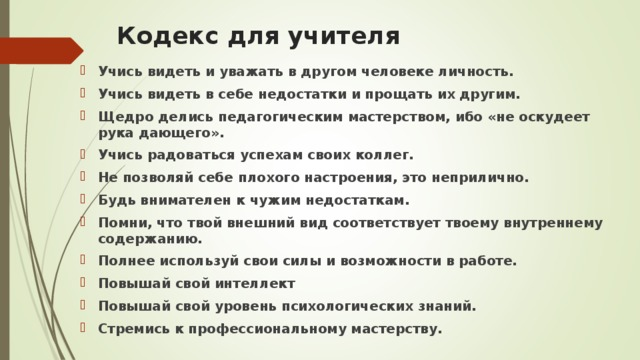 Кодекс для учителя
Учись видеть и уважать в другом человеке личность.
Учись видеть в себе недостатки и прощать их другим.
Щедро делись педагогическим мастерством, ибо «не оскудеет
рука дающего».
Учись радоваться успехам своих коллег.
Не позволяй себе плохого настроения, это неприлично.
Будь внимателен к чужим недостаткам.
Помни, что твой внешний вид соответствует твоему внутреннему
содержанию.
Полнее используй свои силы и возможности в работе.
Повышай свой интеллект
Повышай свой уровень психологических знаний.
Стремись к профессиональному мастерству.